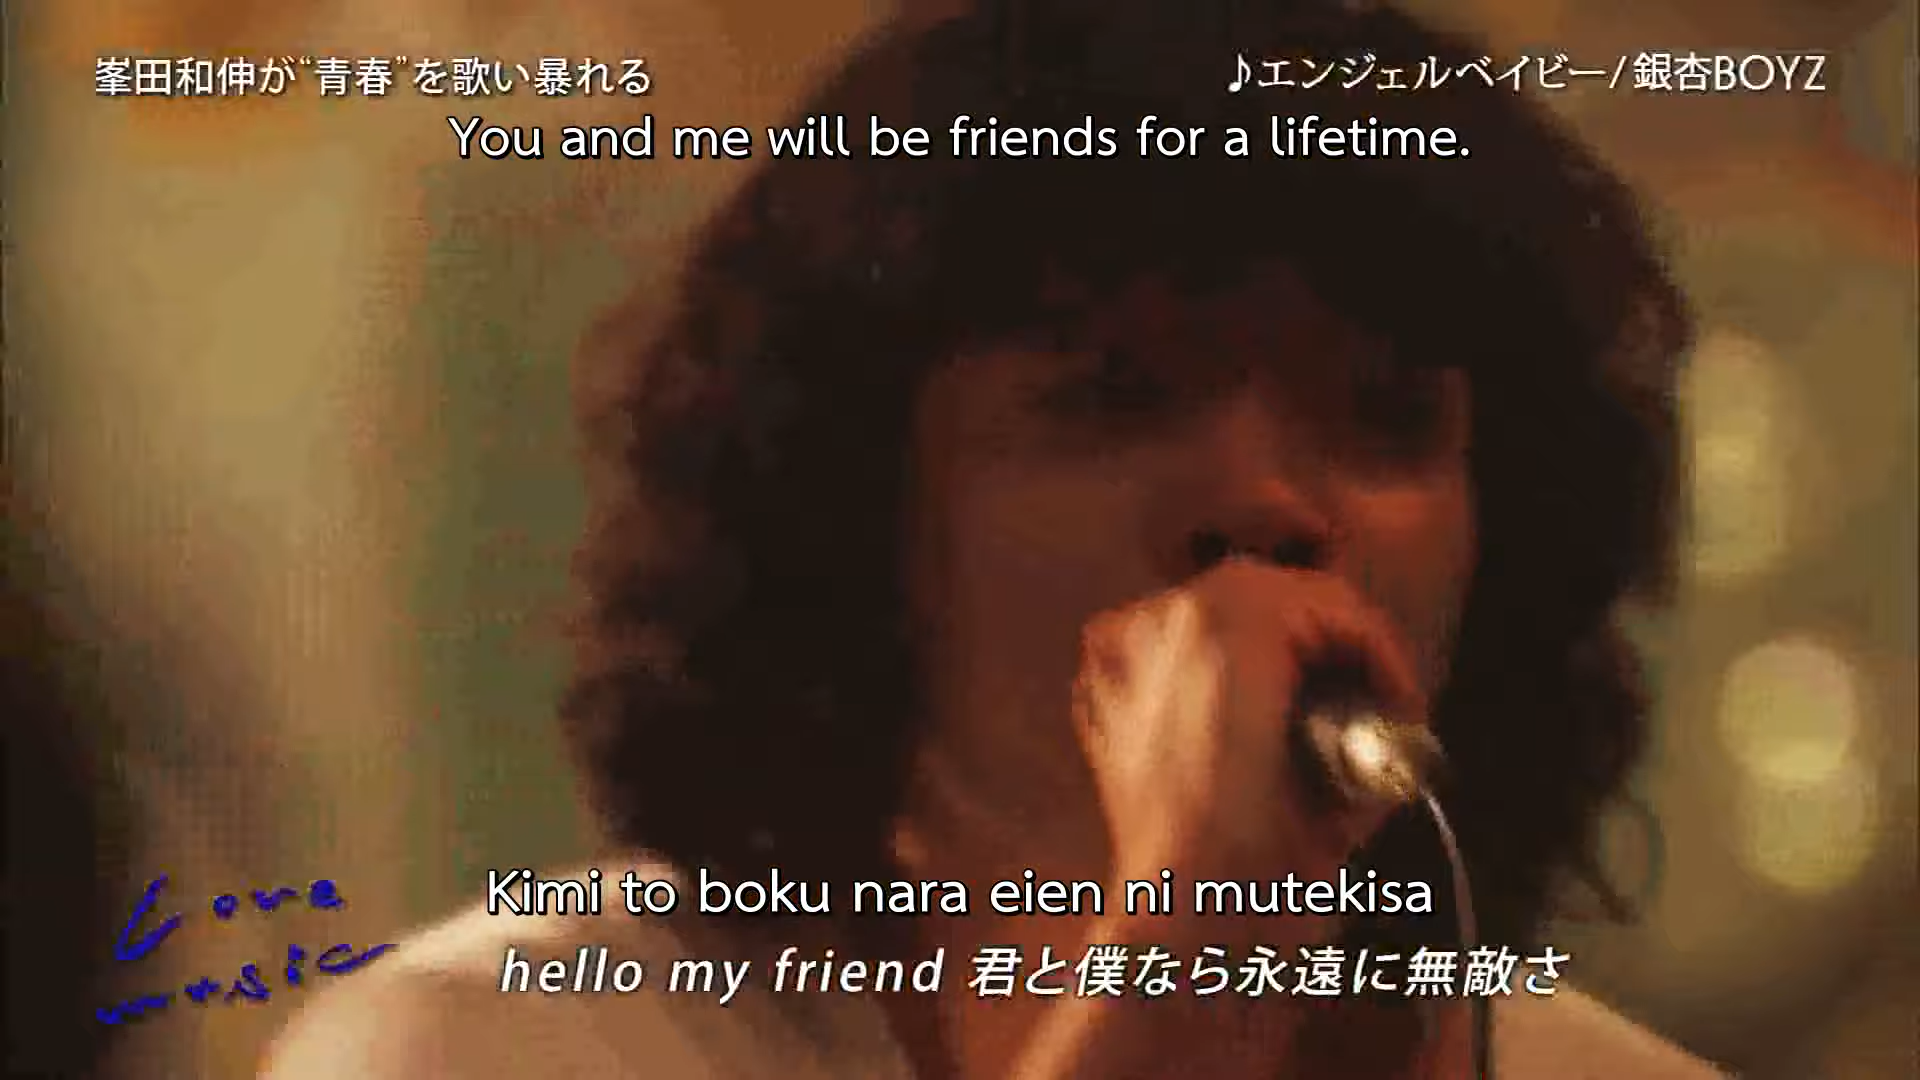 峯田和伸が“青春”を歌い暴れる
♪エンジェルベイビー/銀杏BOYZ
You and me will be friends for a lifetime.
Kimi to boku nara eien ni mutekisa
hello my friend 君と僕なら永遠に無敵さ
Love
music